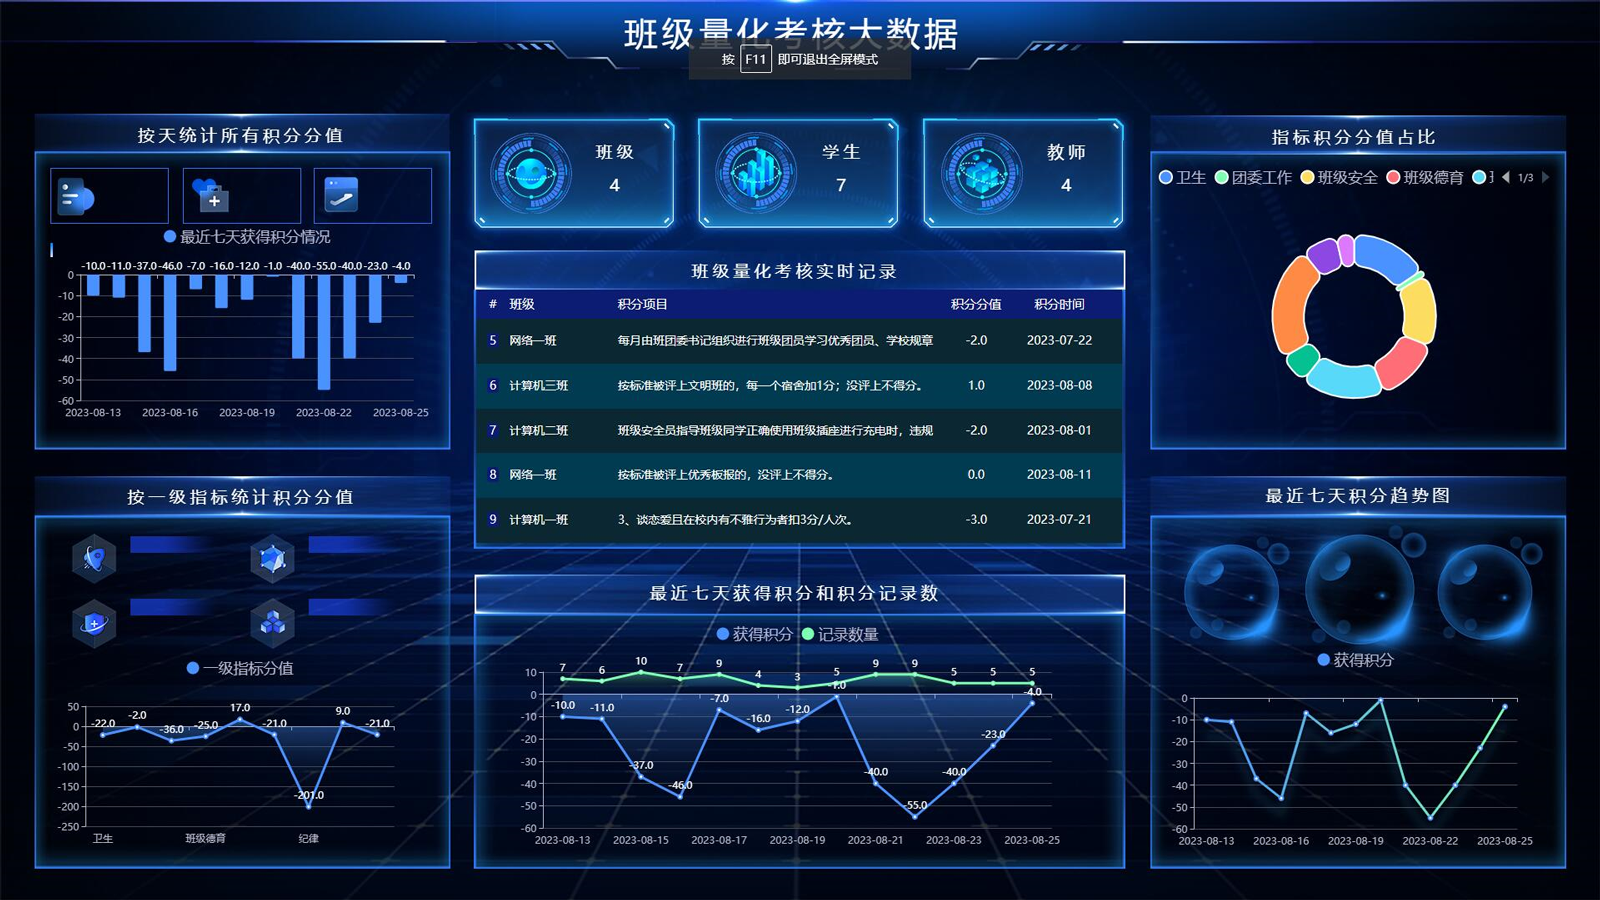 班级量化考核大数据
按 F11 即可退出全屏模式
按天统计所有积分分值
最近七天获得积分情况
-10.0 -11.0 -37.0 -46.0 -7.0 -16.0 -12.0 -1.0 -40.0 -55.0 -40.0 -23.0 -4.0
0
-10
-20
-30
-40
-50
-60
2023-08-13 2023-08-16 2023-08-19 2023-08-22 2023-08-25
按一级指标统计积分分值
一级指标分值
50
0
-50
-100
-150
-200
-250
-22.0 -2.0 -36.0 -25.0 17.0 -21.0 -201.0 9.0 -21.0
卫生 班级德育 纪律
班级
4
学生
7
教师
4
班级量化考核实时记录
# 班级 积分项目 积分分值 积分时间
5 网络一班 每月由班团委书记组织进行班级团员学习优秀团员、学校规章 -2.0 2023-07-22
6 计算机三班 按标准被评上文明班的，每一个宿舍加1分；没评上不得分。 1.0 2023-08-08
7 计算机二班 班级安全员指导班级同学正确使用班级插座进行充电时，违规 -2.0 2023-08-01
8 网络一班 按标准被评上优秀板报的，没评上不得分。 0.0 2023-08-11
9 计算机一班 3、谈恋爱且在校内有不雅行为者扣3分/人次。 -3.0 2023-07-21
最近七天获得积分和积分记录数
获得积分 记录数量
10
0
-10
-20
-30
-40
-50
-60
7 6 10 7 9 4 3 5 9 9 5 5 5
-10.0 -11.0 -37.0 -46.0 -7.0 -16.0 -12.0 -1.0 -40.0 -55.0 -40.0 -23.0 -4.0
2023-08-13 2023-08-15 2023-08-17 2023-08-19 2023-08-21 2023-08-23 2023-08-25
指标积分分值占比
卫生 团委工作 班级安全 班级德育 1/3
最近七天积分趋势图
获得积分
0
-10
-20
-30
-40
-50
-60
2023-08-13 2023-08-16 2023-08-19 2023-08-22 2023-08-25